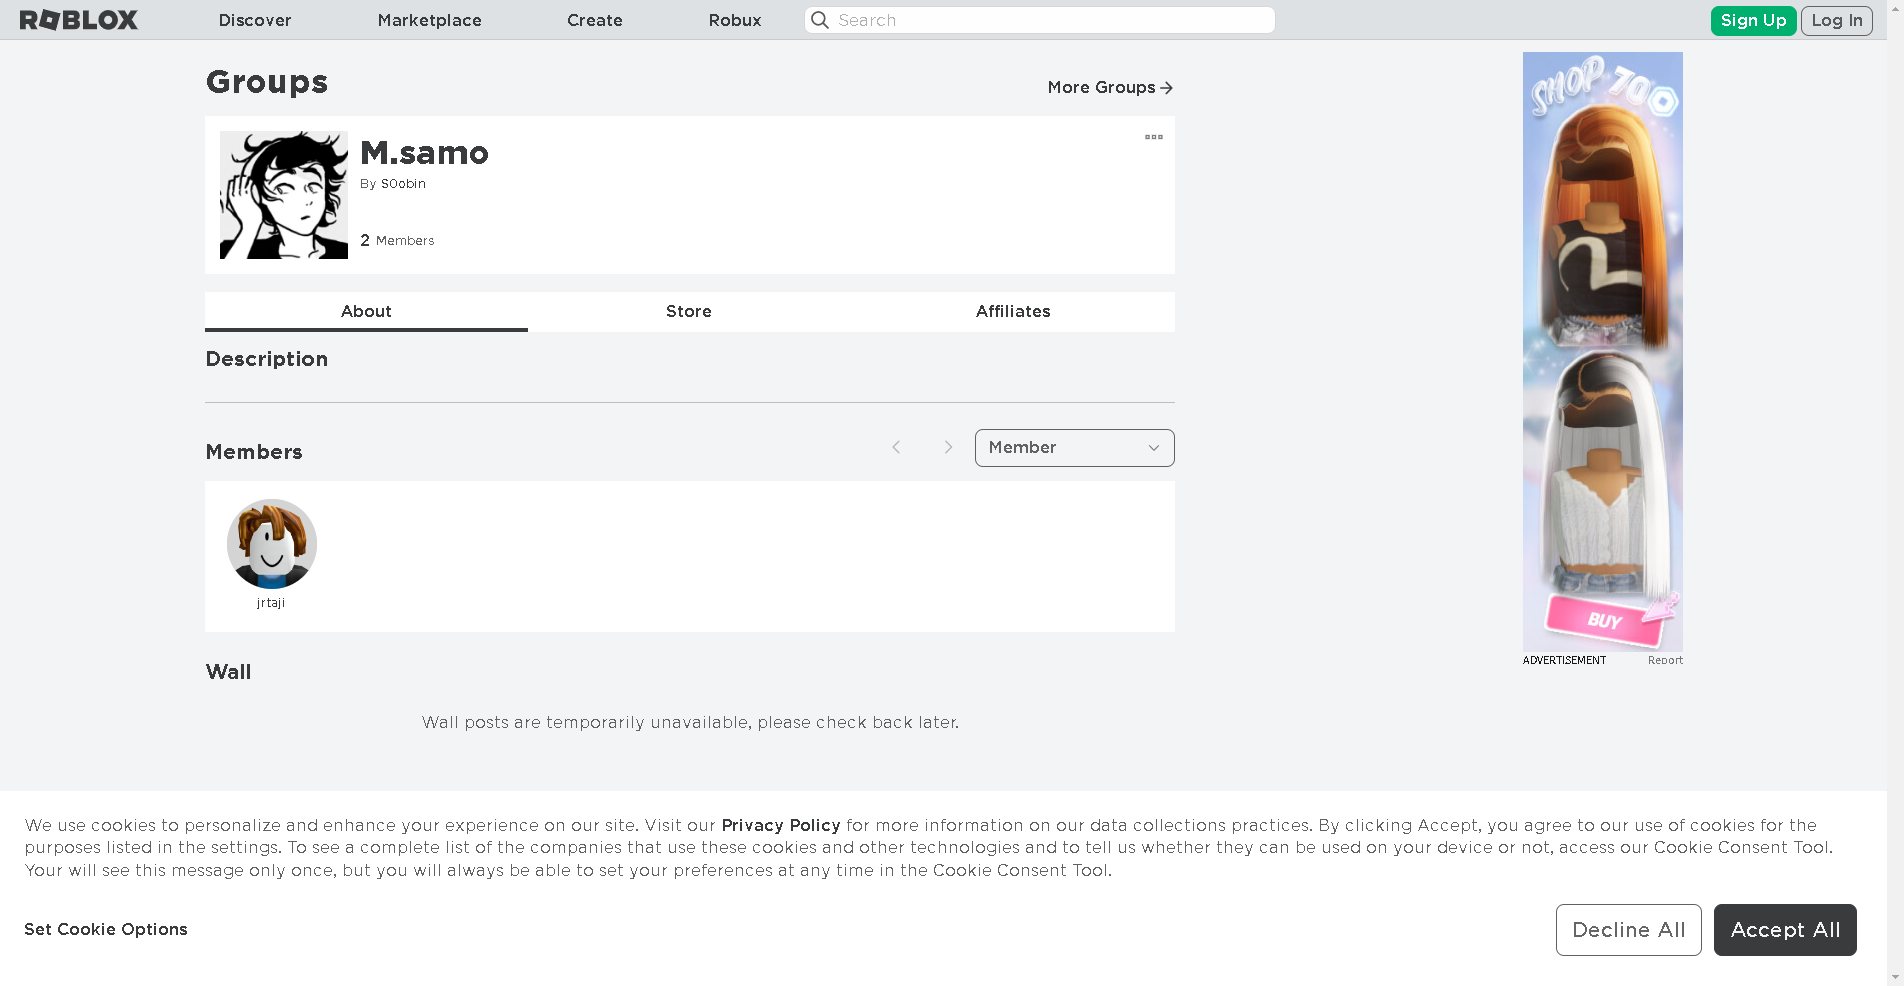 ROBLOX
Discover
Marketplace
Create
Robux
Search
Sign Up
Log In
Groups
More Groups
M.samo
By S0obin
2 Members
About
Store
Affiliates
Description
Members
Member
jrtaji
Wall
Wall posts are temporarily unavailable, please check back later.
SHOP 70
BUY
ADVERTISEMENT
Report
We use cookies to personalize and enhance your experience on our site. Visit our Privacy Policy for more information on our data collections practices. By clicking Accept, you agree to our use of cookies for the
purposes listed in the settings. To see a complete list of the companies that use these cookies and other technologies and to tell us whether they can be used on your device or not, access our Cookie Consent Tool.
Your will see this message only once, but you will always be able to set your preferences at any time in the Cookie Consent Tool.
Set Cookie Options
Decline All
Accept All